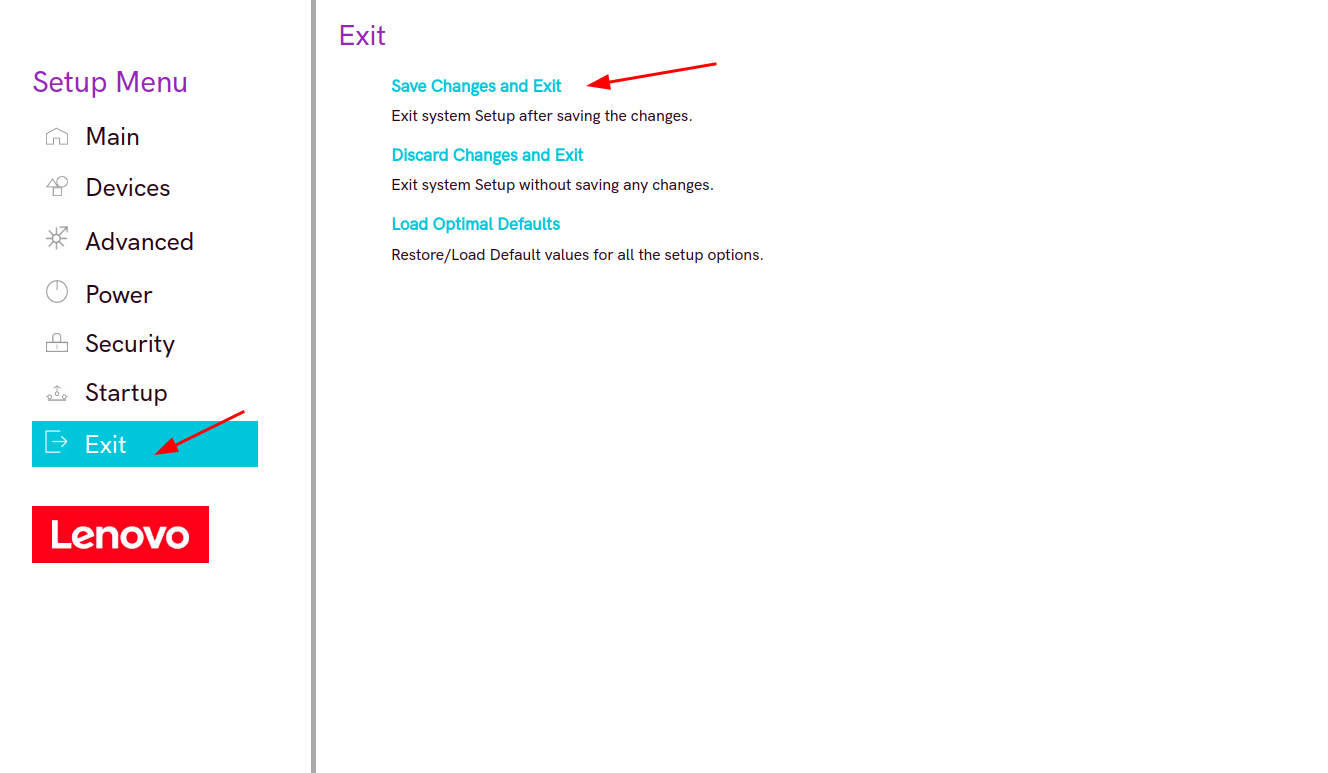 Setup Menu
Main
Devices
Advanced
Power
Security
Startup
Exit
Lenovo
Exit
Save Changes and Exit
Exit system Setup after saving the changes.
Discard Changes and Exit
Exit system Setup without saving any changes.
Load Optimal Defaults
Restore/Load Default values for all the setup options.